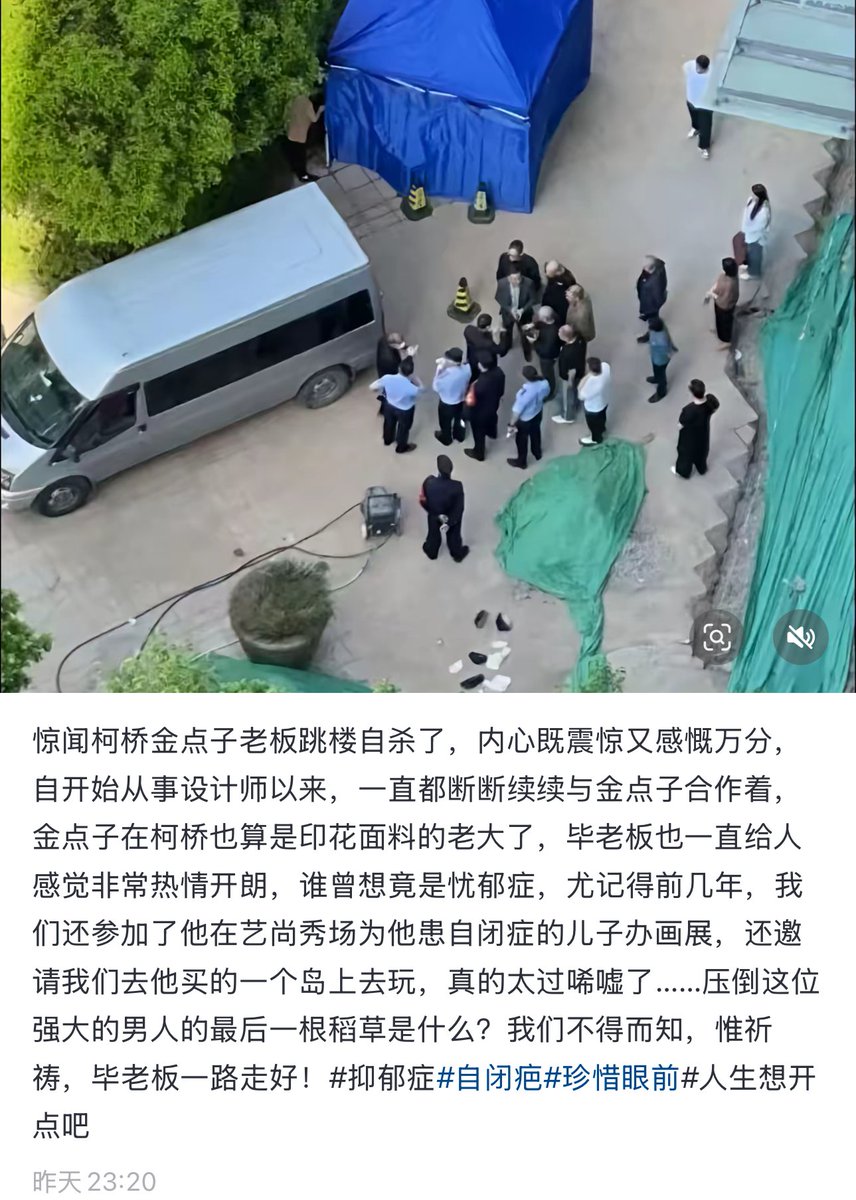 惊闻柯桥金点子老板跳楼自杀了，内心既震惊又感慨万分，
自开始从事设计师以来，一直都断断续续与金点子合作着，
金点子在柯桥也算是印花面料的老大了，毕老板也一直给人
感觉非常热情开朗，谁曾想竟是忧郁症，尤记得前几年，我
们还参加了他在艺尚秀场为他患自闭症的儿子办画展，还邀
请我们去他买的一个岛上去玩，真的太过唏嘘了......压倒这位
强大的男人的最后一根稻草是什么？我们不得而知，惟祈
祷，毕老板一路走好！#抑郁症#自闭疤#珍惜眼前#人生想开
点吧
昨天 23:20